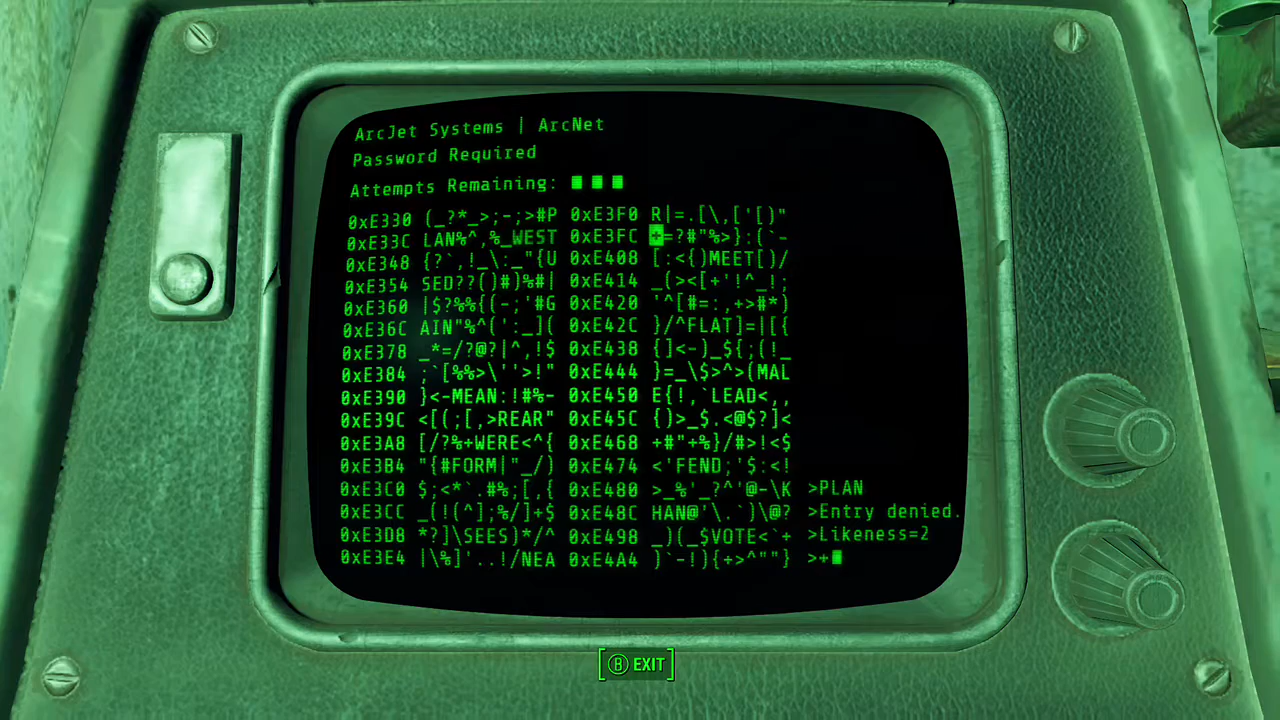 ArcJet Systems | ArcNet
Password Required
Attempts Remaining: ■ ■ ■
0xE330 (_?*_>;-;>#P 0xE3F0 R|=.[\,['[)"
0xE33C LAN%^,%_WEST 0xE3FC +=?#"%>}:(`-
0xE348 {?`,!_\:_"{U 0xE408 [:<{)MEET[)/
0xE354 SED??()#)%#| 0xE414 _(><[+'!^_!;
0xE360 |$?%%{(-;'#G 0xE420 '^[#=:,+>#*)
0xE36C AIN"%^(':_]( 0xE42C }/^FLAT]=|[{
0xE378 _*=/?@?|^,!$ 0xE438 {]<-)_${;(!_
0xE384 ;`[%%>\''>!" 0xE444 }=_\$>^>(MAL
0xE390 }<-MEAN:!#%- 0xE450 E{!,`LEAD<,,
0xE39C <[(;[,>REAR" 0xE45C {)>_$.<@$?]<
0xE3A8 [/?%+WERE<^{ 0xE468 +#"+%}/#>!<$
0xE3B4 "{#FORM|"_/) 0xE474 <'FEND;'$:<!
0xE3C0 $;<*`.#%;[,{ 0xE480 >_%'_?^'@-\K >PLAN
0xE3CC _(!(^];%/]+$ 0xE48C HAN@'\.`)\@? >Entry denied.
0xE3D8 *?]\SEES)*/^ 0xE498 _)(_$VOTE<`+ >Likeness=2
0xE3E4 |\%]'..!/NEA 0xE4A4 )`-!){+>^""} >+■
[Ⓑ EXIT]